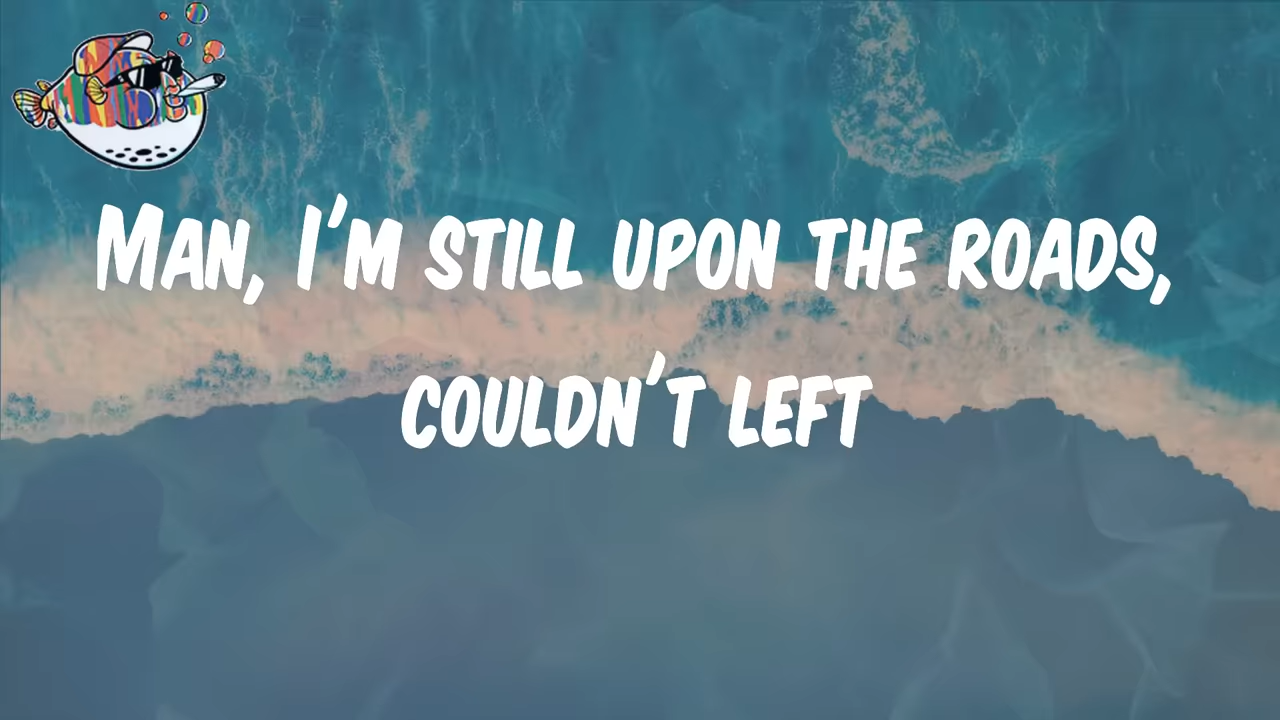 Man, I'm still upon the roads,
couldn't left